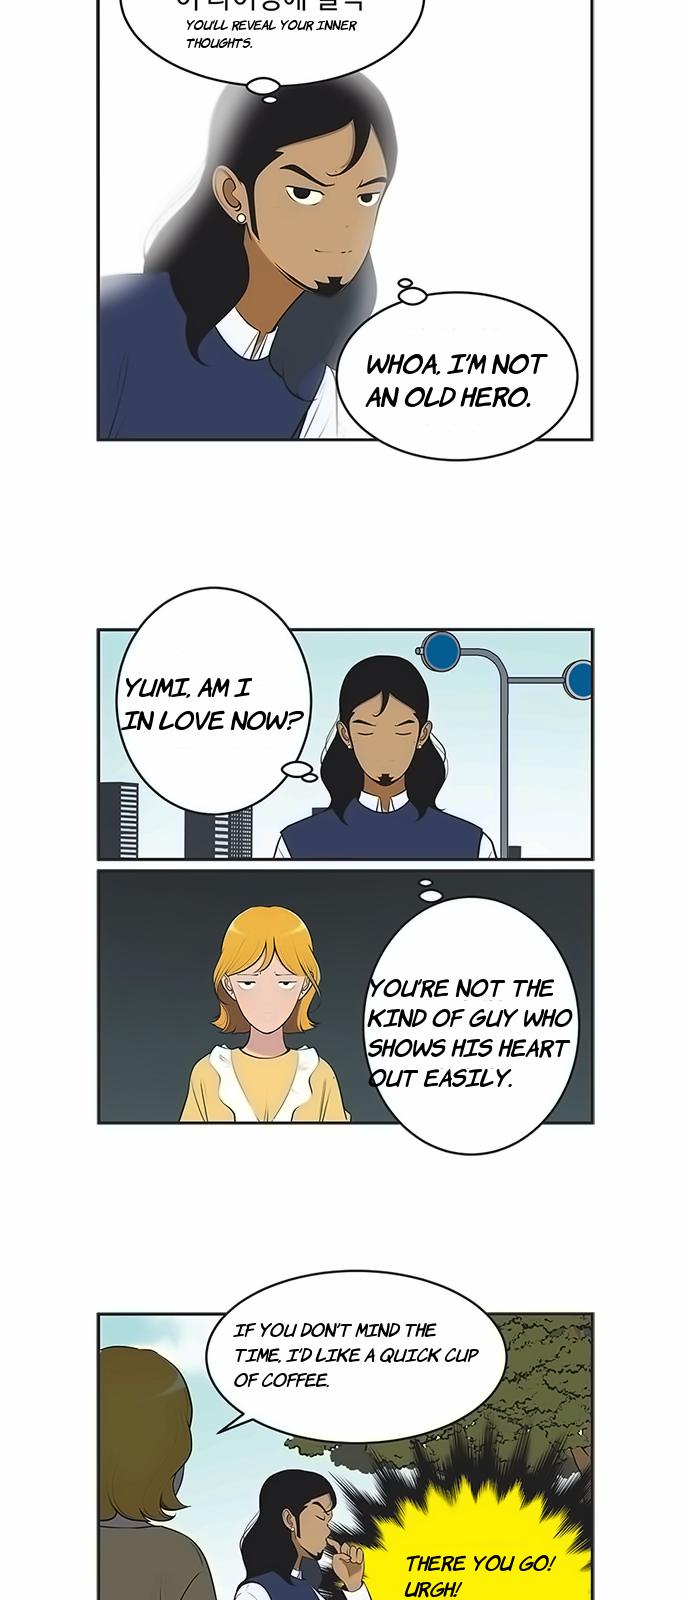 YOU'LL REVEAL YOUR INNER
THOUGHTS.
WHOA, I'M NOT
AN OLD HERO.
YUMI, AM I
IN LOVE NOW?
YOU'RE NOT THE
KIND OF GUY WHO
SHOWS HIS HEART
OUT EASILY.
IF YOU DON'T MIND THE
TIME, I'D LIKE A QUICK CUP
OF COFFEE.
THERE YOU GO!
URGH!